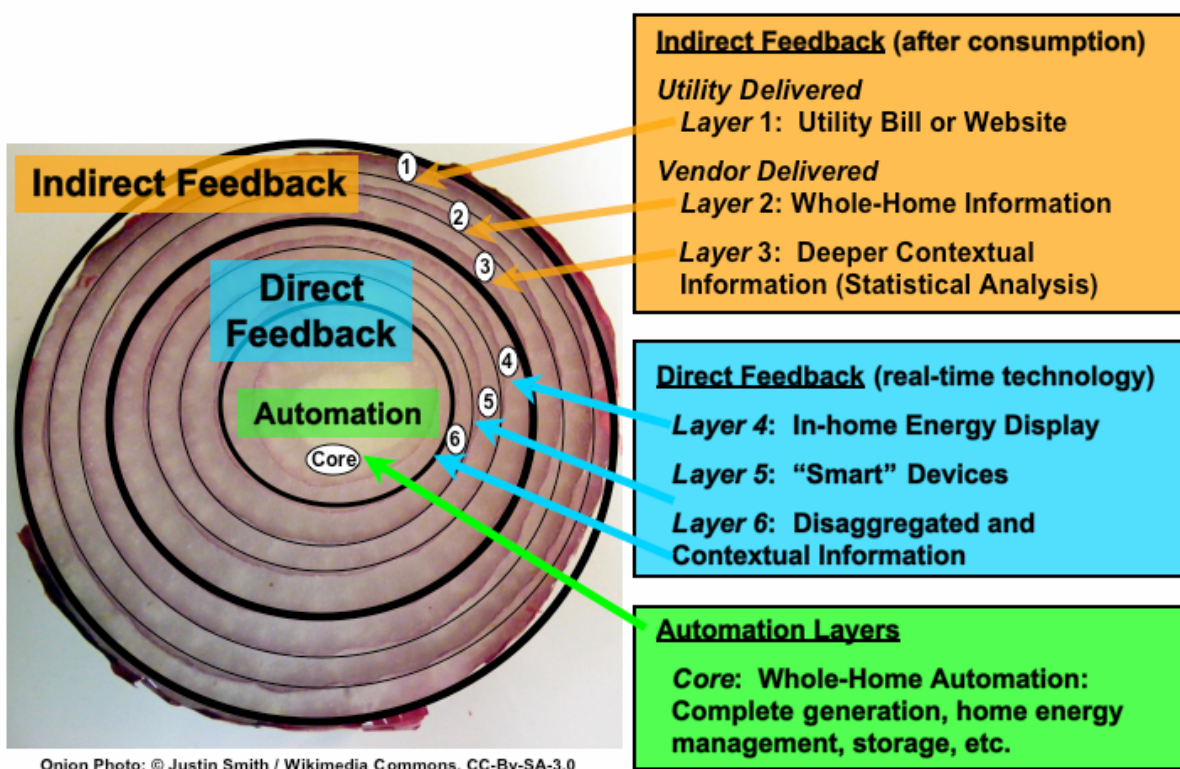 Indirect Feedback
1
2
3
Direct
Feedback
4
5
6
Automation
Core
Indirect Feedback (after consumption)
Utility Delivered
Layer 1: Utility Bill or Website
Vendor Delivered
Layer 2: Whole-Home Information
Layer 3: Deeper Contextual
Information (Statistical Analysis)
Direct Feedback (real-time technology)
Layer 4: In-home Energy Display
Layer 5: “Smart” Devices
Layer 6: Disaggregated and
Contextual Information
Automation Layers
Core: Whole-Home Automation:
Complete generation, home energy
management, storage, etc.
Onion Photo: © Justin Smith / Wikimedia Commons, CC-By-SA-3.0